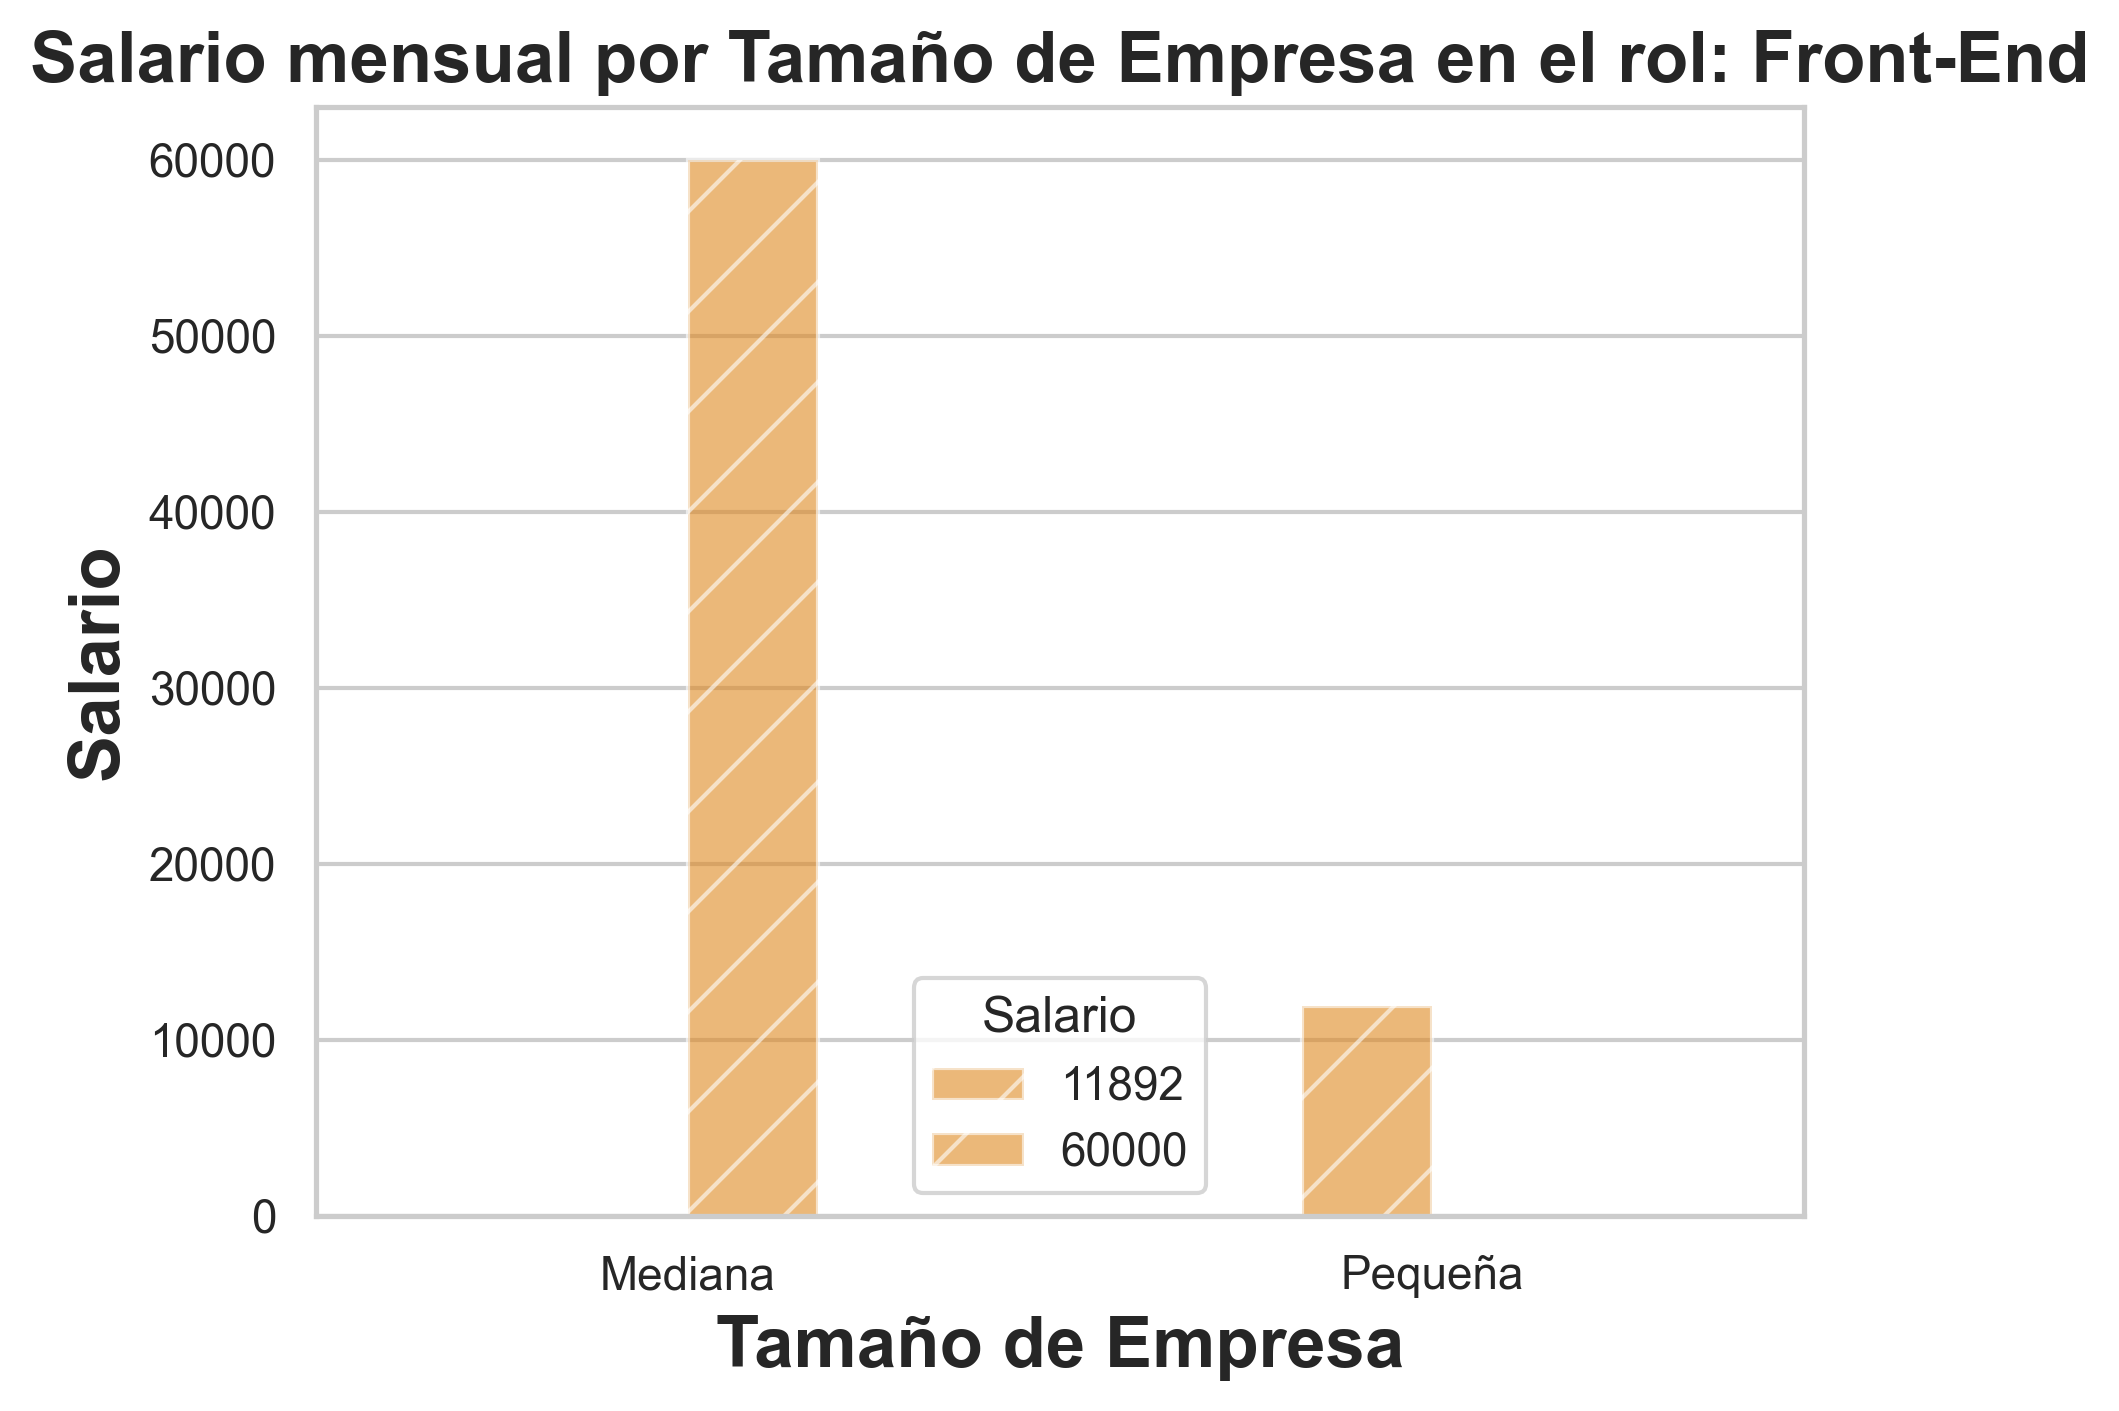 Salario mensual por Tamaño de Empresa en el rol: Front-End
60000
50000
40000
30000
20000
10000
0
Salario
Salario
11892
60000
Mediana
Pequeña
Tamaño de Empresa